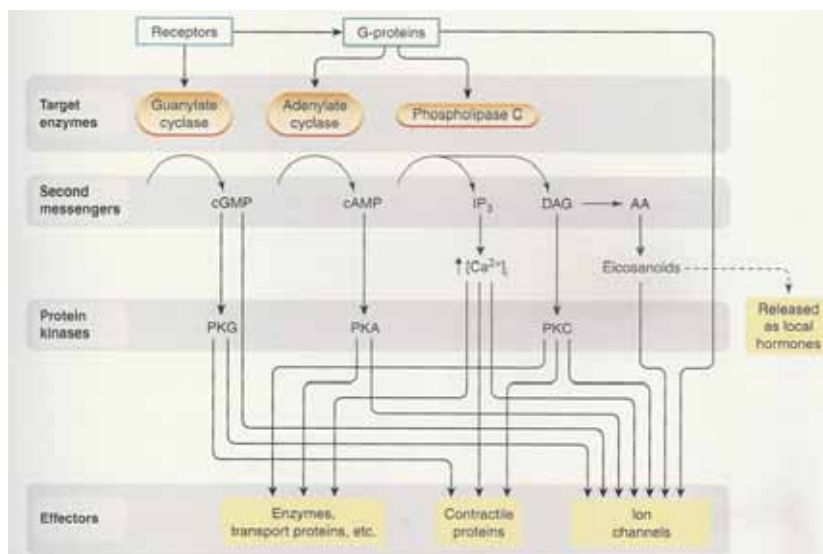 Receptors
G-proteins
Target
enzymes
Guanylate
cyclase
Adenylate
cyclase
Phospholipase C
Second
messengers
cGMP
cAMP
IP₃
DAG
AA
↑[Ca²⁺]ᵢ
Eicosanoids
Released
as local
hormones
Protein
kinases
PKG
PKA
PKC
Effectors
Enzymes,
transport proteins, etc.
Contractile
proteins
Ion
channels